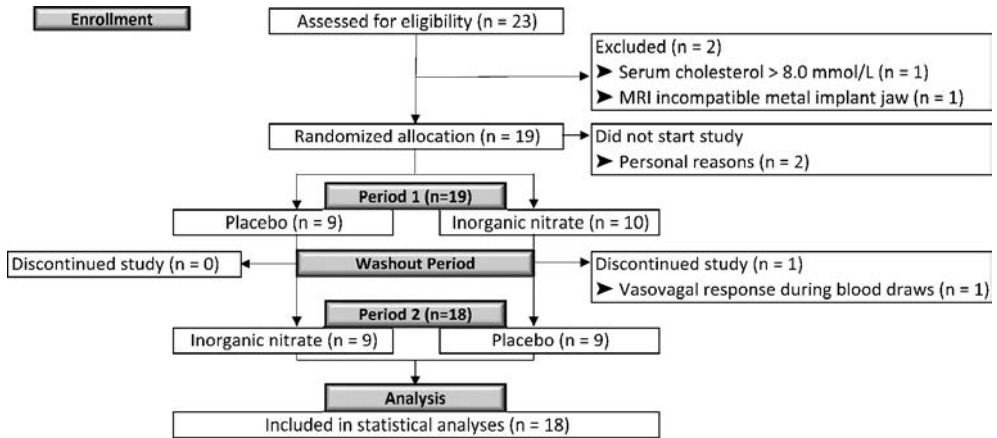 Enrollment
Assessed for eligibility (n = 23)
Excluded (n = 2)
➤ Serum cholesterol > 8.0 mmol/L (n = 1)
➤ MRI incompatible metal implant jaw (n = 1)
Randomized allocation (n = 19)
Did not start study
➤ Personal reasons (n = 2)
Period 1 (n=19)
Placebo (n = 9)
Inorganic nitrate (n = 10)
Discontinued study (n = 0)
Washout Period
Discontinued study (n = 1)
➤ Vasovagal response during blood draws (n = 1)
Period 2 (n=18)
Inorganic nitrate (n = 9)
Placebo (n = 9)
Analysis
Included in statistical analyses (n = 18)